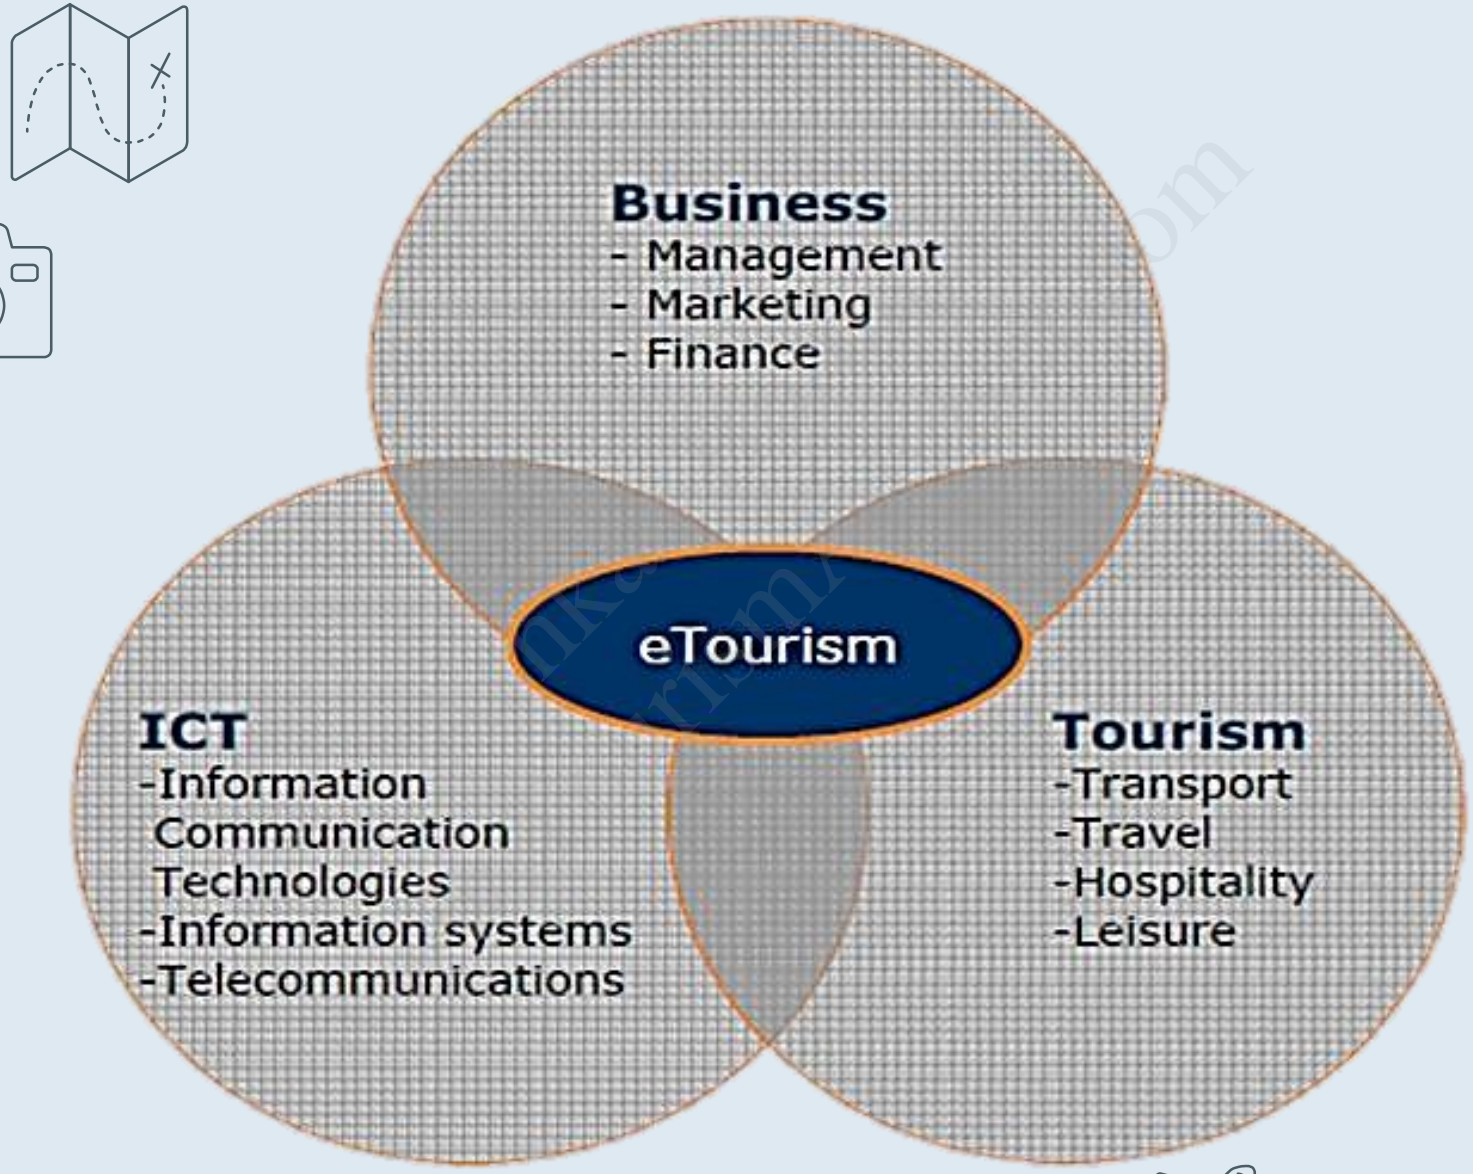 Business
- Management
- Marketing
- Finance
eTourism
ICT
-Information
Communication
Technologies
-Information systems
-Telecommunications
Tourism
-Transport
-Travel
-Hospitality
-Leisure